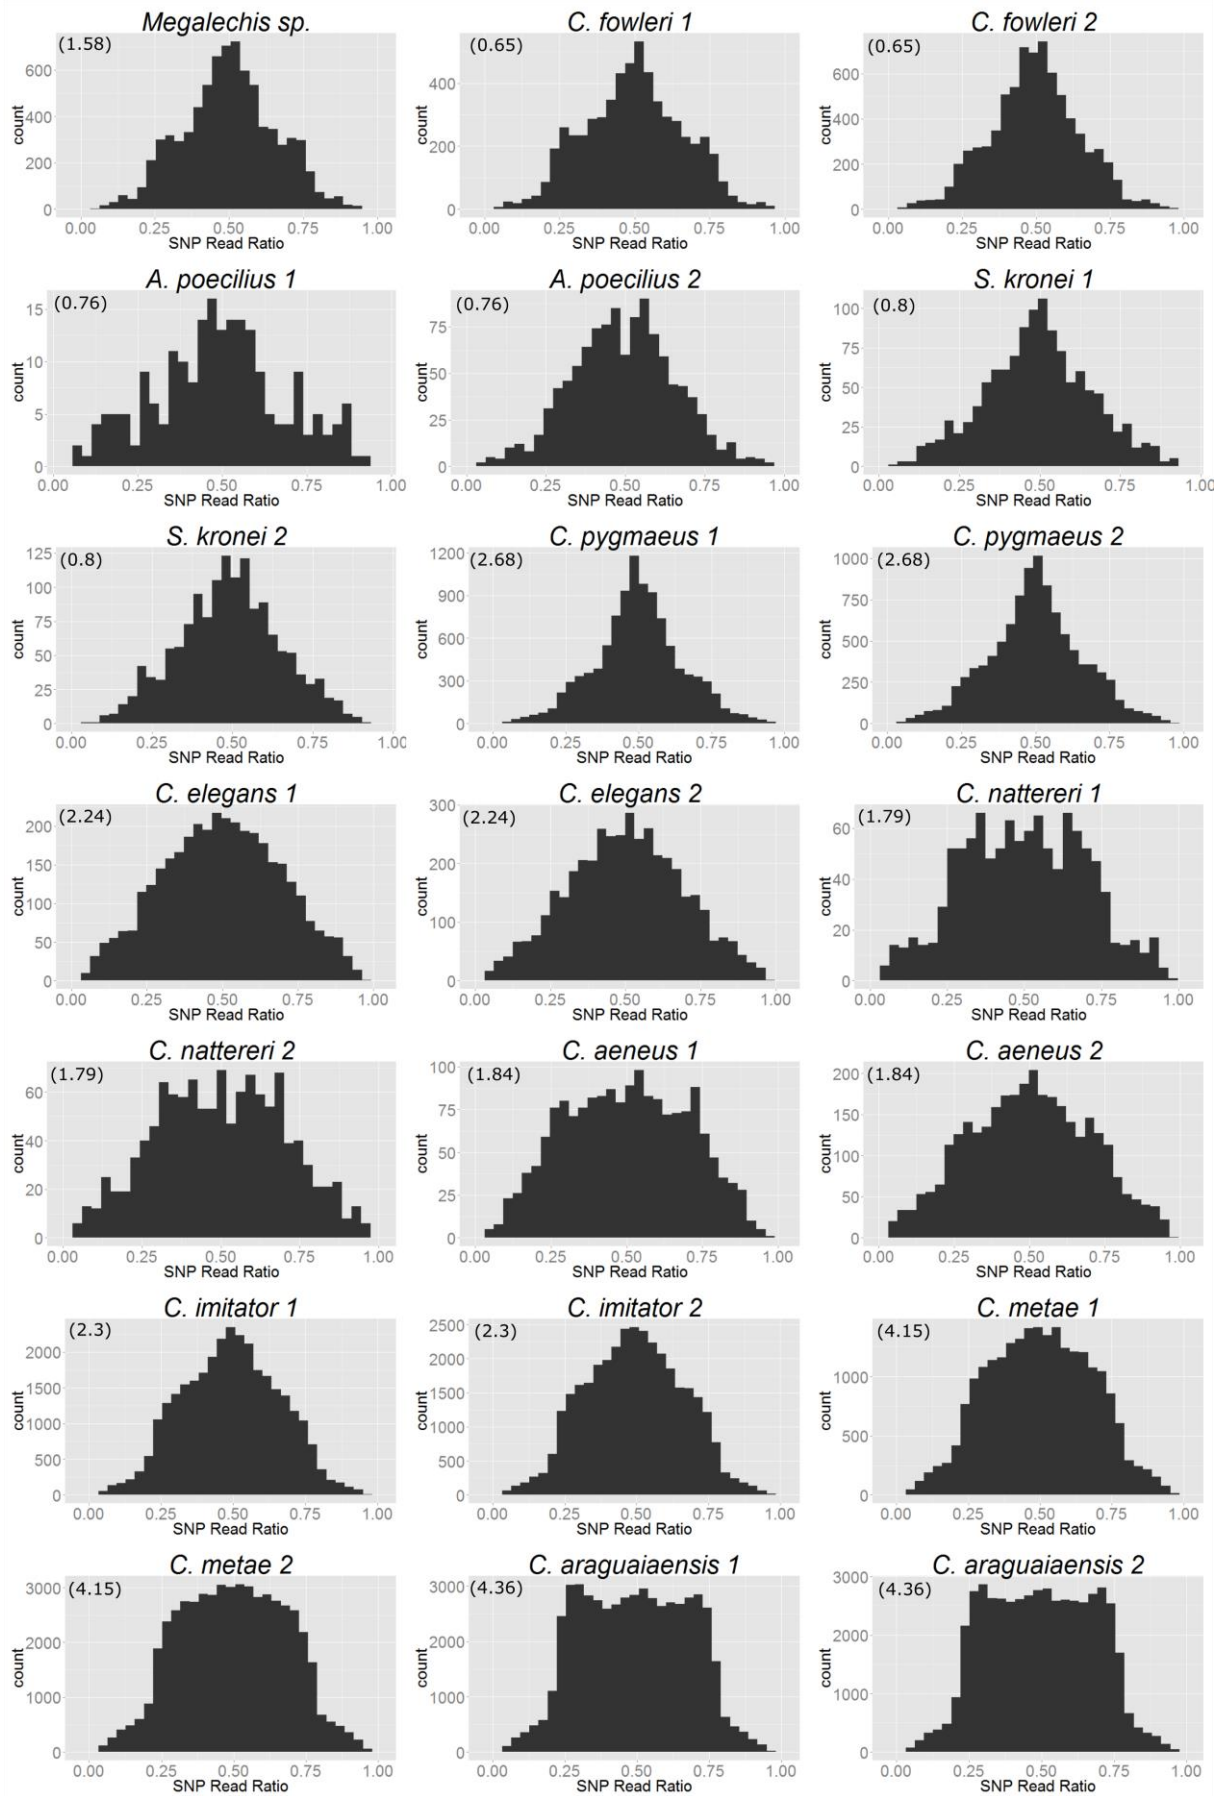 Megalechis sp.
(1.58)
count
600
400
200
0
0.00 0.25 0.50 0.75 1.00
SNP Read Ratio
C. fowleri 1
(0.65)
count
400
200
0
0.00 0.25 0.50 0.75 1.00
SNP Read Ratio
C. fowleri 2
(0.65)
count
600
400
200
0
0.00 0.25 0.50 0.75 1.00
SNP Read Ratio
A. poecilius 1
(0.76)
count
15
10
5
0
0.00 0.25 0.50 0.75 1.00
SNP Read Ratio
A. poecilius 2
(0.76)
count
75
50
25
0
0.00 0.25 0.50 0.75 1.00
SNP Read Ratio
S. kronei 1
(0.8)
count
100
75
50
25
0
0.00 0.25 0.50 0.75 1.00
SNP Read Ratio
S. kronei 2
(0.8)
count
125
100
75
50
25
0
0.00 0.25 0.50 0.75 1.00
SNP Read Ratio
C. pygmaeus 1
(2.68)
count
1200
900
600
300
0
0.00 0.25 0.50 0.75 1.00
SNP Read Ratio
C. pygmaeus 2
(2.68)
count
1000
750
500
250
0
0.00 0.25 0.50 0.75 1.00
SNP Read Ratio
C. elegans 1
(2.24)
count
200
150
100
50
0
0.00 0.25 0.50 0.75 1.00
SNP Read Ratio
C. elegans 2
(2.24)
count
300
200
100
0
0.00 0.25 0.50 0.75 1.00
SNP Read Ratio
C. nattereri 1
(1.79)
count
60
40
20
0
0.00 0.25 0.50 0.75 1.00
SNP Read Ratio
C. nattereri 2
(1.79)
count
60
40
20
0
0.00 0.25 0.50 0.75 1.00
SNP Read Ratio
C. aeneus 1
(1.84)
count
100
75
50
25
0
0.00 0.25 0.50 0.75 1.00
SNP Read Ratio
C. aeneus 2
(1.84)
count
200
150
100
50
0
0.00 0.25 0.50 0.75 1.00
SNP Read Ratio
C. imitator 1
(2.3)
count
2000
1500
1000
500
0
0.00 0.25 0.50 0.75 1.00
SNP Read Ratio
C. imitator 2
(2.3)
count
2500
2000
1500
1000
500
0
0.00 0.25 0.50 0.75 1.00
SNP Read Ratio
C. metae 1
(4.15)
count
1000
500
0
0.00 0.25 0.50 0.75 1.00
SNP Read Ratio
C. metae 2
(4.15)
count
3000
2000
1000
0
0.00 0.25 0.50 0.75 1.00
SNP Read Ratio
C. araguaiaensis 1
(4.36)
count
3000
2000
1000
0
0.00 0.25 0.50 0.75 1.00
SNP Read Ratio
C. araguaiaensis 2
(4.36)
count
3000
2000
1000
0
0.00 0.25 0.50 0.75 1.00
SNP Read Ratio